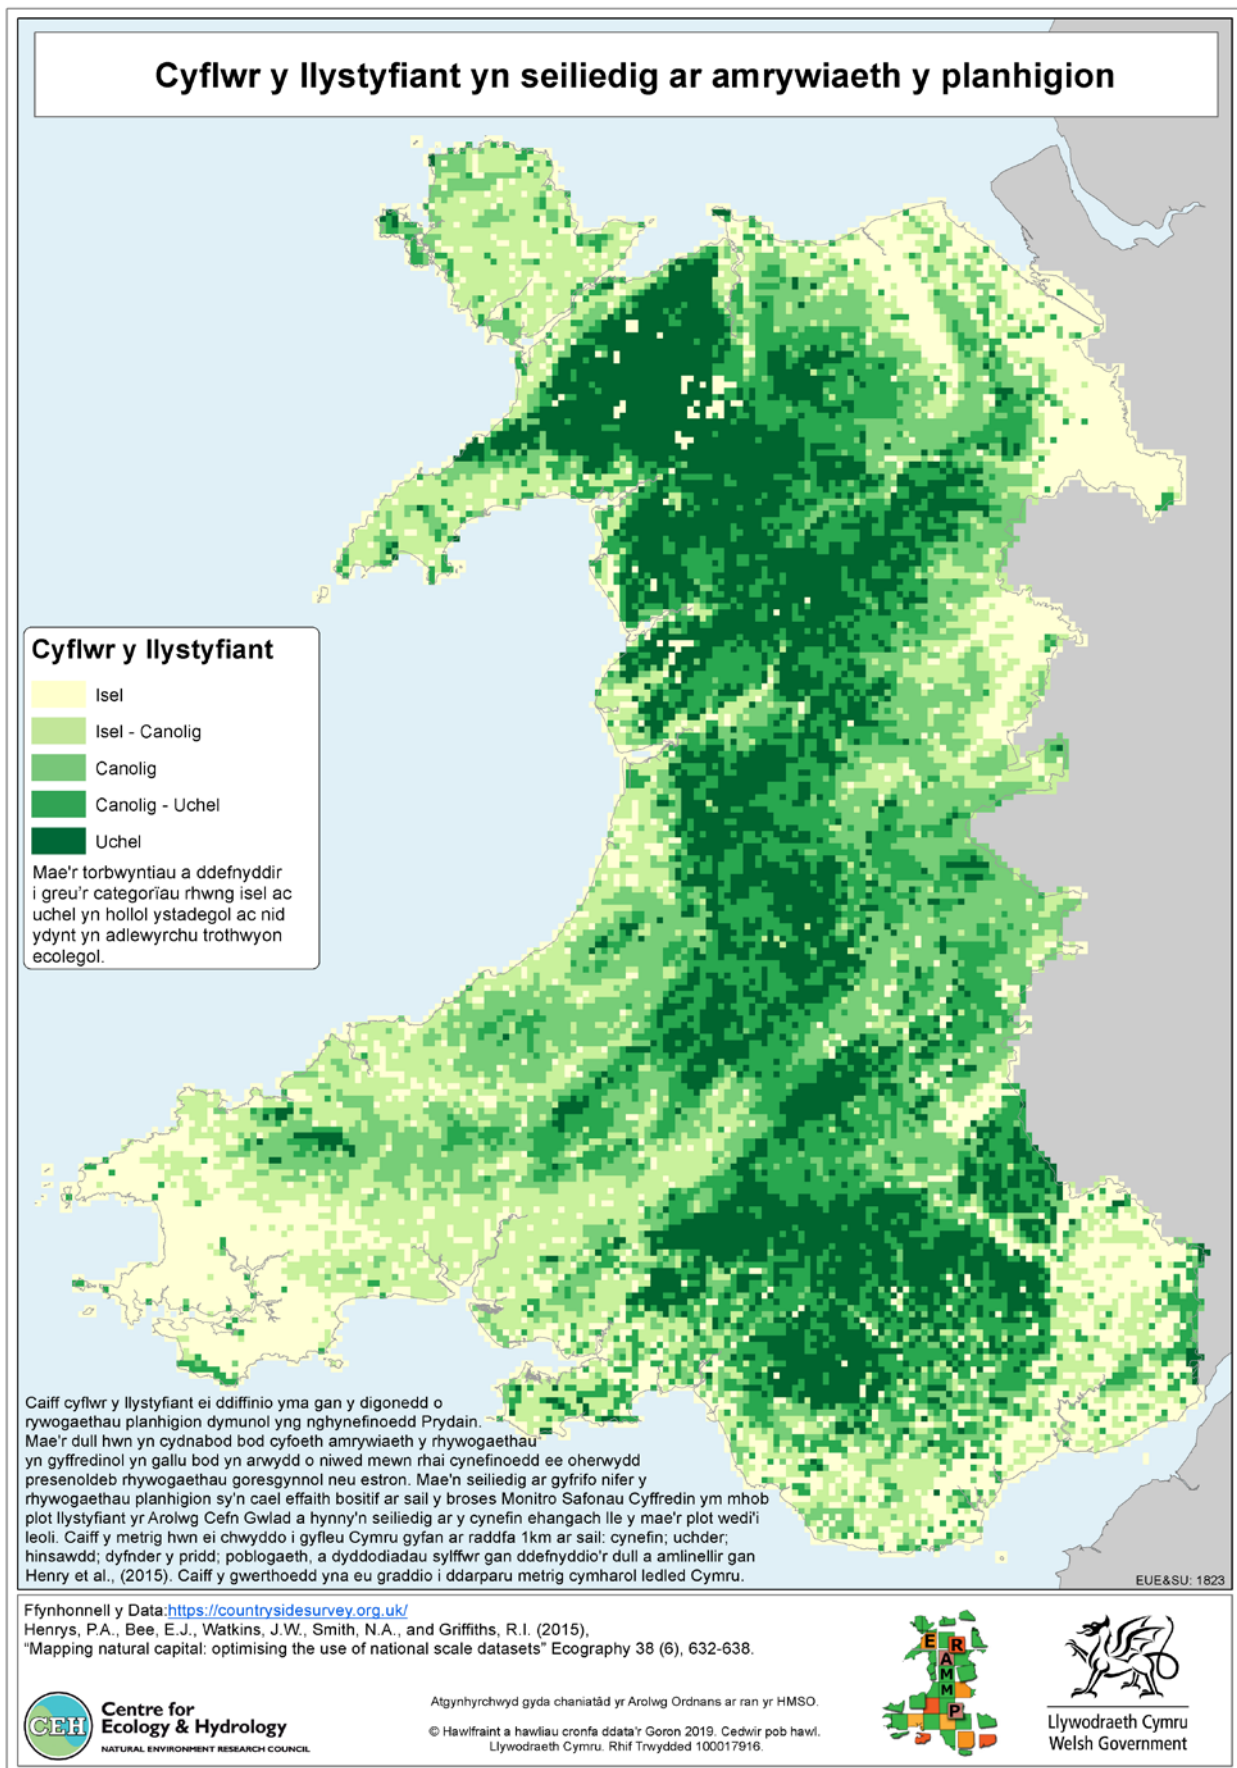 Cyflwr y llystyfiant yn seiliedig ar amrywiaeth y planhigion
Cyflwr y llystyfiant
Isel
Isel - Canolig
Canolig
Canolig - Uchel
Uchel
Mae'r torbwyntiau a ddefnyddir
i greu'r categorïau rhwng isel ac
uchel yn hollol ystadegol ac nid
ydynt yn adlewyrchu trothwyon
ecolegol.
Caiff cyflwr y llystyfiant ei ddiffinio yma gan y digonedd o
rywogaethau planhigion dymunol yng nghynefinoedd Prydain.
Mae'r dull hwn yn cydnabod bod cyfoeth amrywiaeth y rhywogaethau
yn gyffredinol yn gallu bod yn arwydd o niwed mewn rhai cynefinoedd ee oherwydd
presenoldeb rhywogaethau goresgynnol neu estron. Mae'n seiliedig ar gyfrifo nifer y
rhywogaethau planhigion sy'n cael effaith bositif ar sail y broses Monitro Safonau Cyffredin ym mhob
plot llystyfiant yr Arolwg Cefn Gwlad a hynny'n seiliedig ar y cynefin ehangach lle y mae'r plot wedi'i
leoli. Caiff y metrig hwn ei chwyddo i gyfleu Cymru gyfan ar raddfa 1km ar sail: cynefin; uchder;
hinsawdd; dyfnder y pridd; poblogaeth, a dyddodiadau sylffwr gan ddefnyddio'r dull a amlinellir gan
Henry et al., (2015). Caiff y gwerthoedd yna eu graddio i ddarparu metrig cymharol ledled Cymru.
EUE&SU: 1823
Ffynhonnell y Data:https://countrysidesurvey.org.uk/
Henrys, P.A., Bee, E.J., Watkins, J.W., Smith, N.A., and Griffiths, R.I. (2015),
“Mapping natural capital: optimising the use of national scale datasets” Ecography 38 (6), 632-638.
CEH
Centre for
Ecology & Hydrology
NATURAL ENVIRONMENT RESEARCH COUNCIL
Atgynhyrchwyd gyda chaniatâd yr Arolwg Ordnans ar ran yr HMSO.
© Hawlfraint a hawliau cronfa ddata'r Goron 2019. Cedwir pob hawl.
Llywodraeth Cymru. Rhif Trwydded 100017916.
E R A M M P
Llywodraeth Cymru
Welsh Government